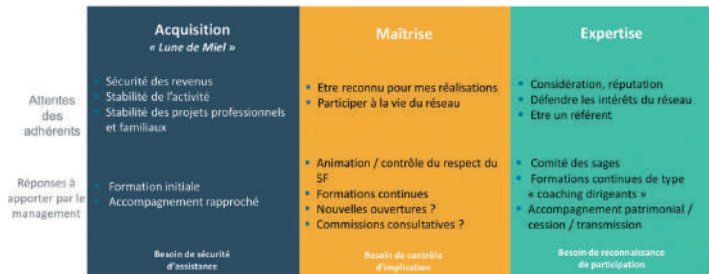 Acquisition
« Lune de Miel »
Maîtrise
Expertise
Attentes
des
adhérents
• Sécurité des revenus
• Stabilité de l'activité
• Stabilité des projets professionnels
et familiaux
• Etre reconnu pour mes réalisations
• Participer à la vie du réseau
• Considération, réputation
• Défendre les intérêts du réseau
• Etre un référent
Réponses à
apporter par le
management
• Formation initiale
• Accompagnement rapproché
• Animation / contrôle du respect du
SF
• Formations continues
• Nouvelles ouvertures ?
• Commissions consultatives ?
• Comité des sages
• Formations continues de type
« coaching dirigeants »
• Accompagnement patrimonial /
cession / transmission
Besoin de sécurité
d'assistance
Besoin de contrôle
d'implication
Besoin de reconnaissance
de participation